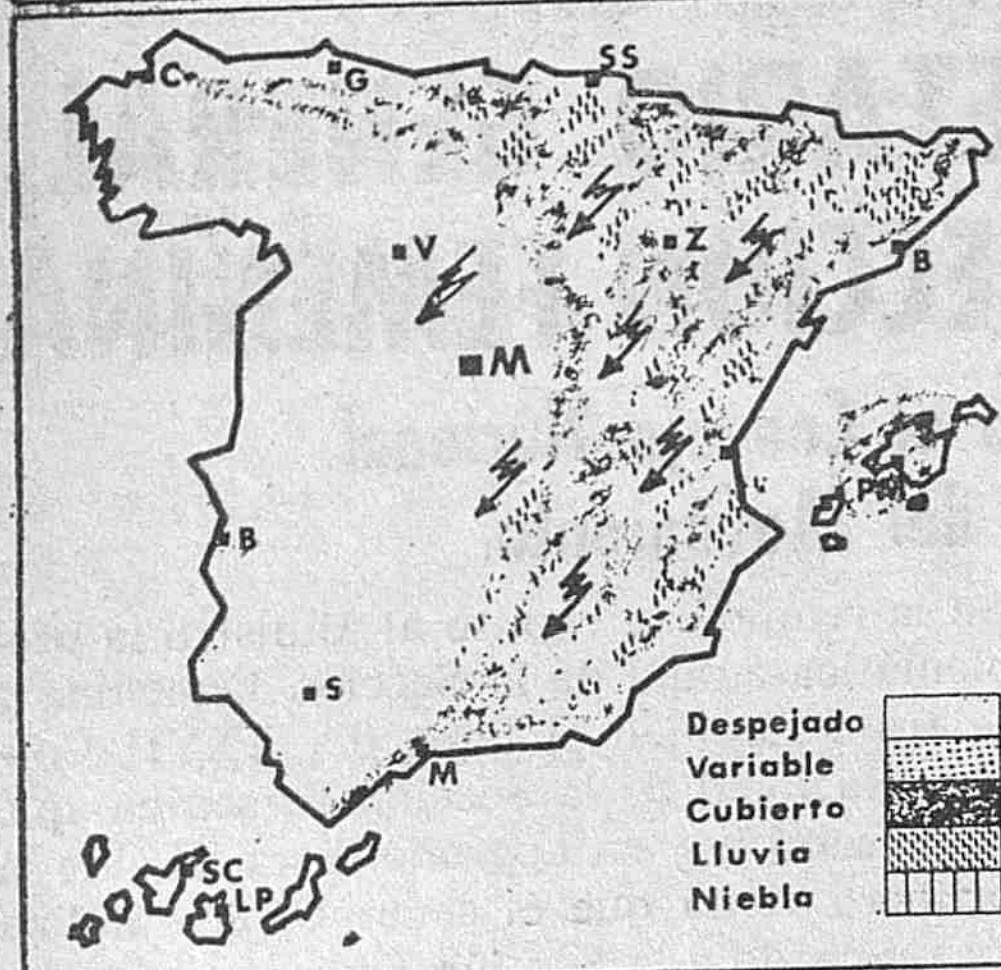 SS
C
G
V
Z
B
M
PM
B
S
M
SC
LP
Despejado
Variable
Cubierto
Lluvia
Niebla